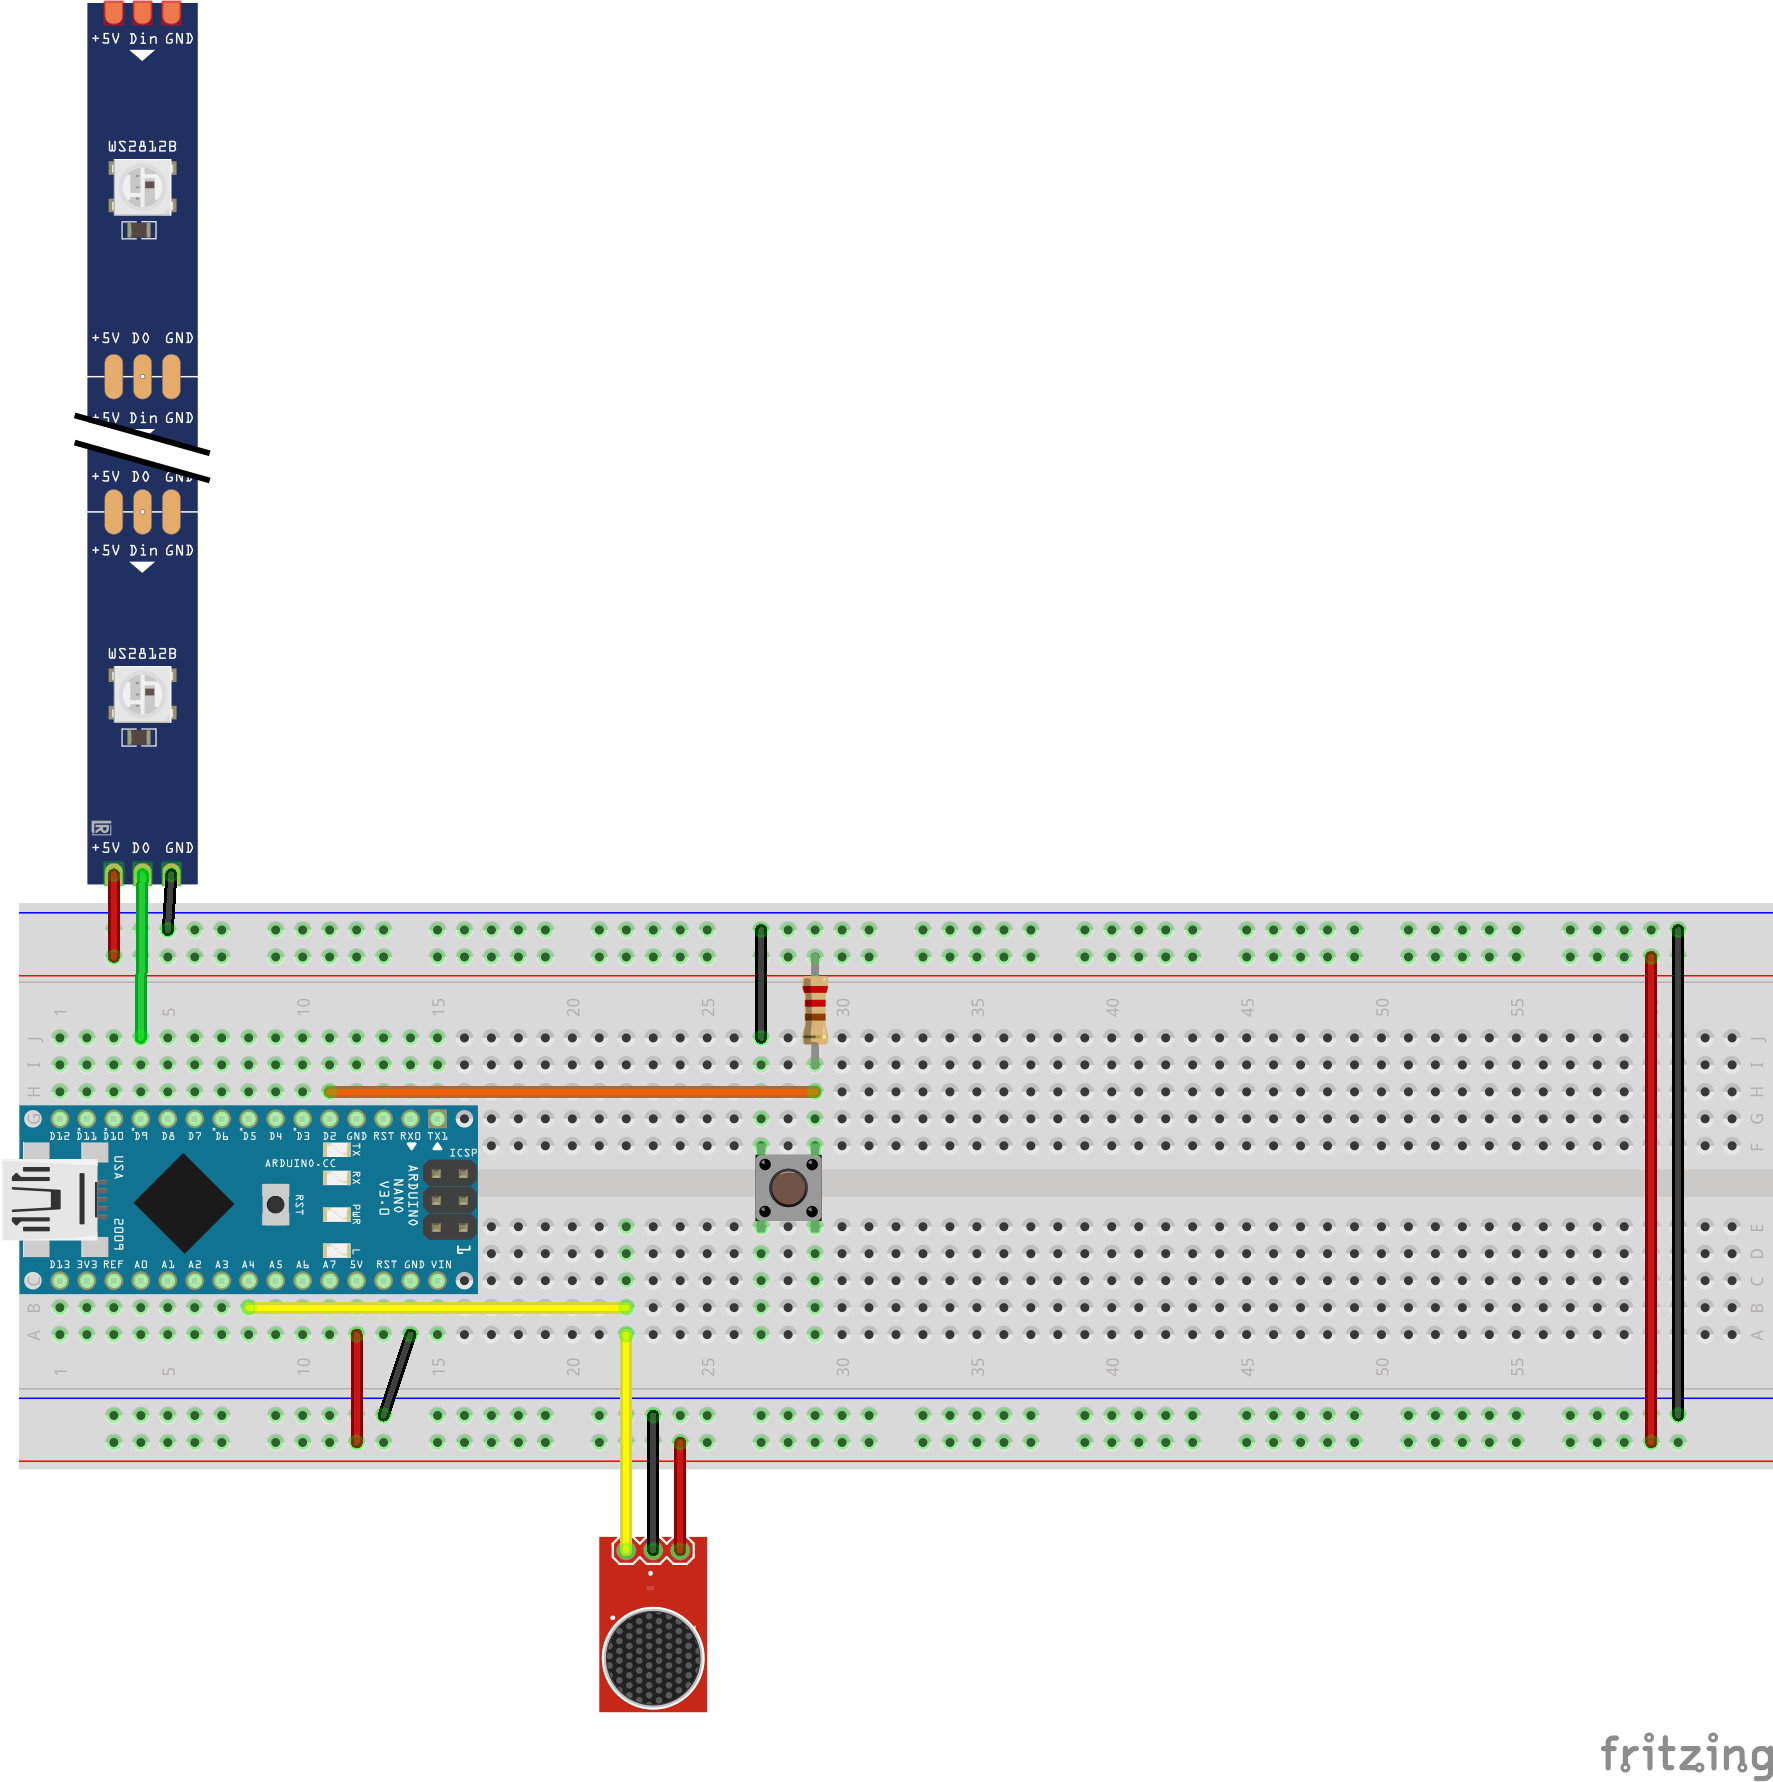 +5V Din GND
WS2812B
+5V DO GND
+5V Din GND
+5V DO GND
+5V Din GND
WS2812B
R
+5V DO GND
1 5 10 15 20 25 30 35 40 45 50 55
J J
I I
H H
G G
D12 D11 D10 D9 D8 D7 D6 D5 D4 D3 D2 GND RST RX0 TX1
F
USA
ARDUINO.CC
TX
ICSP
RX
RST
PWR
ARDUINO
NANO
V3.0
2009
L
1
E
D
D13 3V3 REF A0 A1 A2 A3 A4 A5 A6 A7 5V RST GND VIN
C C
B B
A A
1 5 10 15 20 25 30 35 40 45 50 55
fritzing